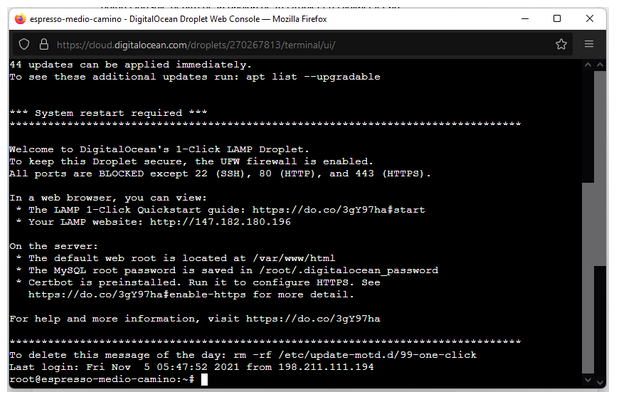 espresso-medio-camino - DigitalOcean Droplet Web Console — Mozilla Firefox
https://cloud.digitalocean.com/droplets/270267813/terminal/ui/
44 updates can be applied immediately.
To see these additional updates run: apt list --upgradable
*** System restart required ***
********************************************************************************
Welcome to DigitalOcean's 1-Click LAMP Droplet.
To keep this Droplet secure, the UFW firewall is enabled.
All ports are BLOCKED except 22 (SSH), 80 (HTTP), and 443 (HTTPS).
In a web browser, you can view:
* The LAMP 1-Click Quickstart guide: https://do.co/3gY97ha#start
* Your LAMP website: http://147.182.180.196
On the server:
* The default web root is located at /var/www/html
* The MySQL root password is saved in /root/.digitalocean_password
* Certbot is preinstalled. Run it to configure HTTPS. See
https://do.co/3gY97ha#enable-https for more detail.
For help and more information, visit https://do.co/3gY97ha
********************************************************************************
To delete this message of the day: rm -rf /etc/update-motd.d/99-one-click
Last login: Fri Nov  5 05:47:52 2021 from 198.211.111.194
root@espresso-medio-camino:~#